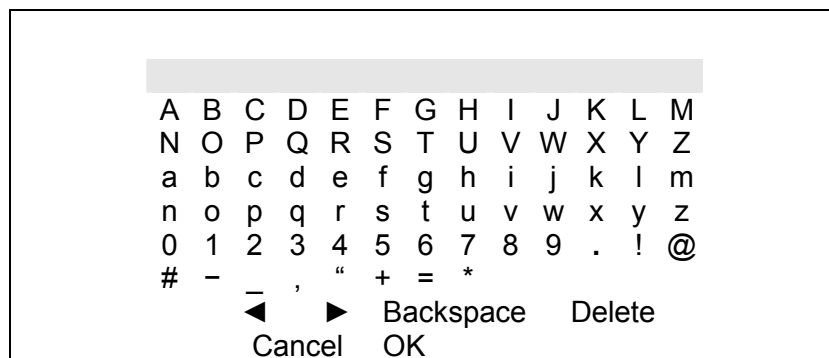 A B C D E F G H I J K L M
N O P Q R S T U V W X Y Z
a b c d e f g h i j k l m
n o p q r s t u v w x y z
0 1 2 3 4 5 6 7 8 9 . ! @
# − _ , “ + = *
◄ ► Backspace Delete
Cancel OK